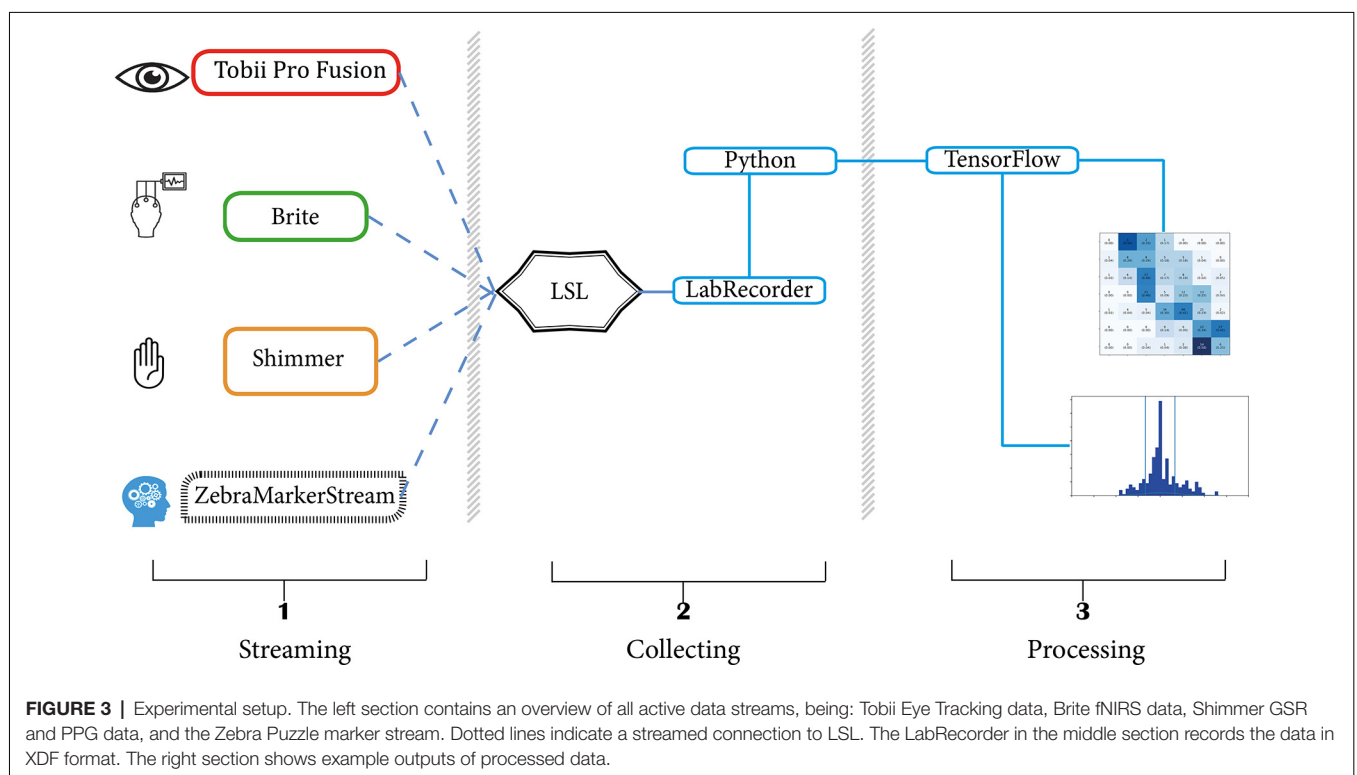 Tobii Pro Fusion
Brite
Shimmer
ZebraMarkerStream
LSL
Python
LabRecorder
TensorFlow
1
Streaming
2
Collecting
3
Processing
FIGURE 3 | Experimental setup. The left section contains an overview of all active data streams, being: Tobii Eye Tracking data, Brite fNIRS data, Shimmer GSR
and PPG data, and the Zebra Puzzle marker stream. Dotted lines indicate a streamed connection to LSL. The LabRecorder in the middle section records the data in
XDF format. The right section shows example outputs of processed data.